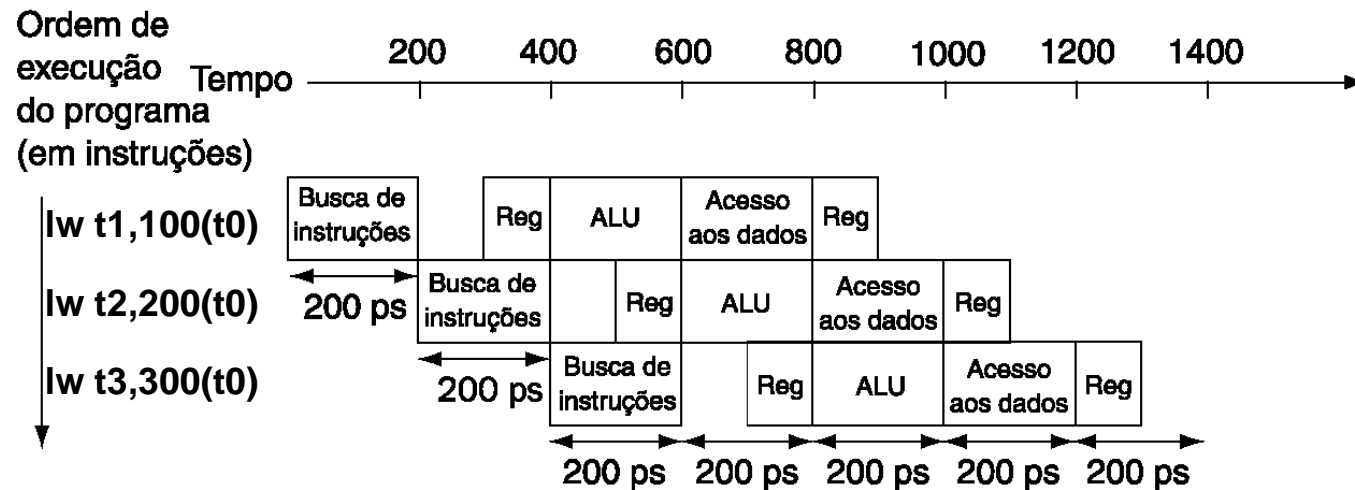 Ordem de
execução
do programa
(em instruções)
Tempo
200 400 600 800 1000 1200 1400
lw t1,100(t0)
Busca de
instruções
Reg
ALU
Acesso
aos dados
Reg
200 ps
lw t2,200(t0)
Busca de
instruções
Reg
ALU
Acesso
aos dados
Reg
200 ps
lw t3,300(t0)
Busca de
instruções
Reg
ALU
Acesso
aos dados
Reg
200 ps 200 ps 200 ps 200 ps 200 ps